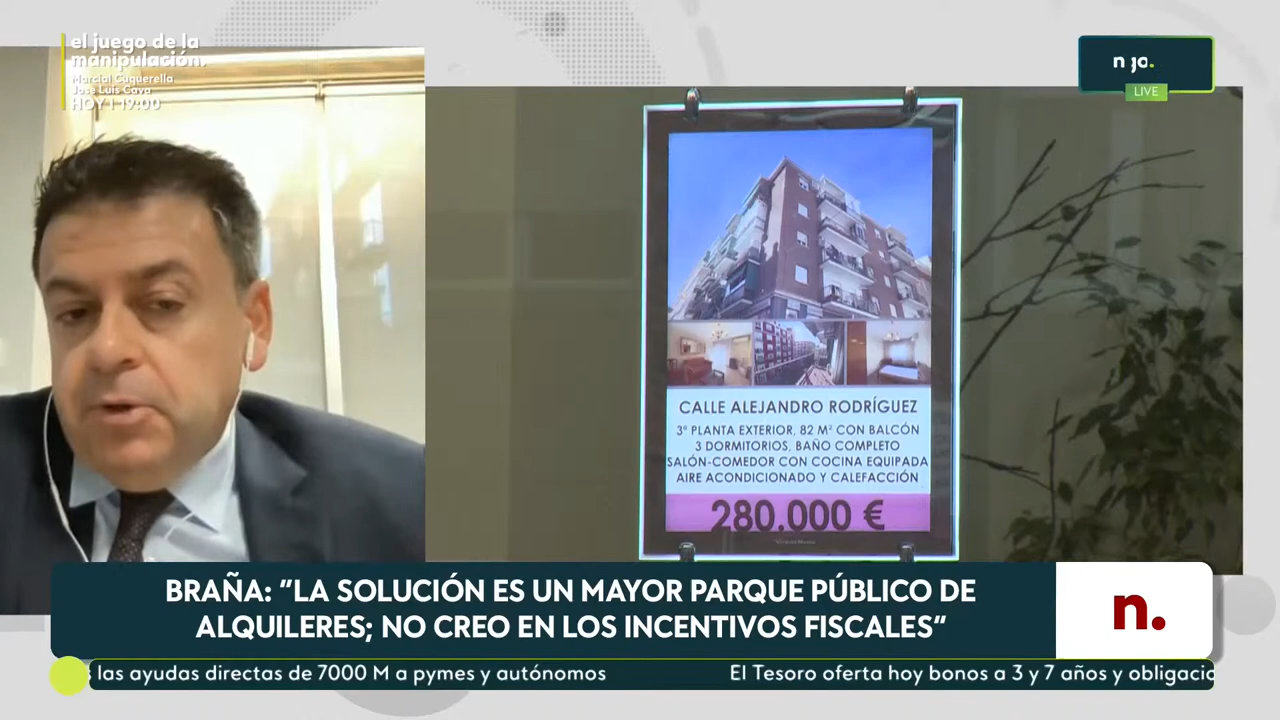 el juego de la
manipulación.
Marcial Cuquerella
José Luis Cava
HOY | 19:00
LIVE
CALLE ALEJANDRO RODRÍGUEZ
3ª PLANTA EXTERIOR, 82 M² CON BALCÓN
3 DORMITORIOS, BAÑO COMPLETO
SALÓN-COMEDOR CON COCINA EQUIPADA
AIRE ACONDICIONADO Y CALEFACCIÓN
280.000 €
BRAÑA: "LA SOLUCIÓN ES UN MAYOR PARQUE PÚBLICO DE
ALQUILERES; NO CREO EN LOS INCENTIVOS FISCALES"
n.
las ayudas directas de 7000 M a pymes y autónomos
El Tesoro oferta hoy bonos a 3 y 7 años y obligacio